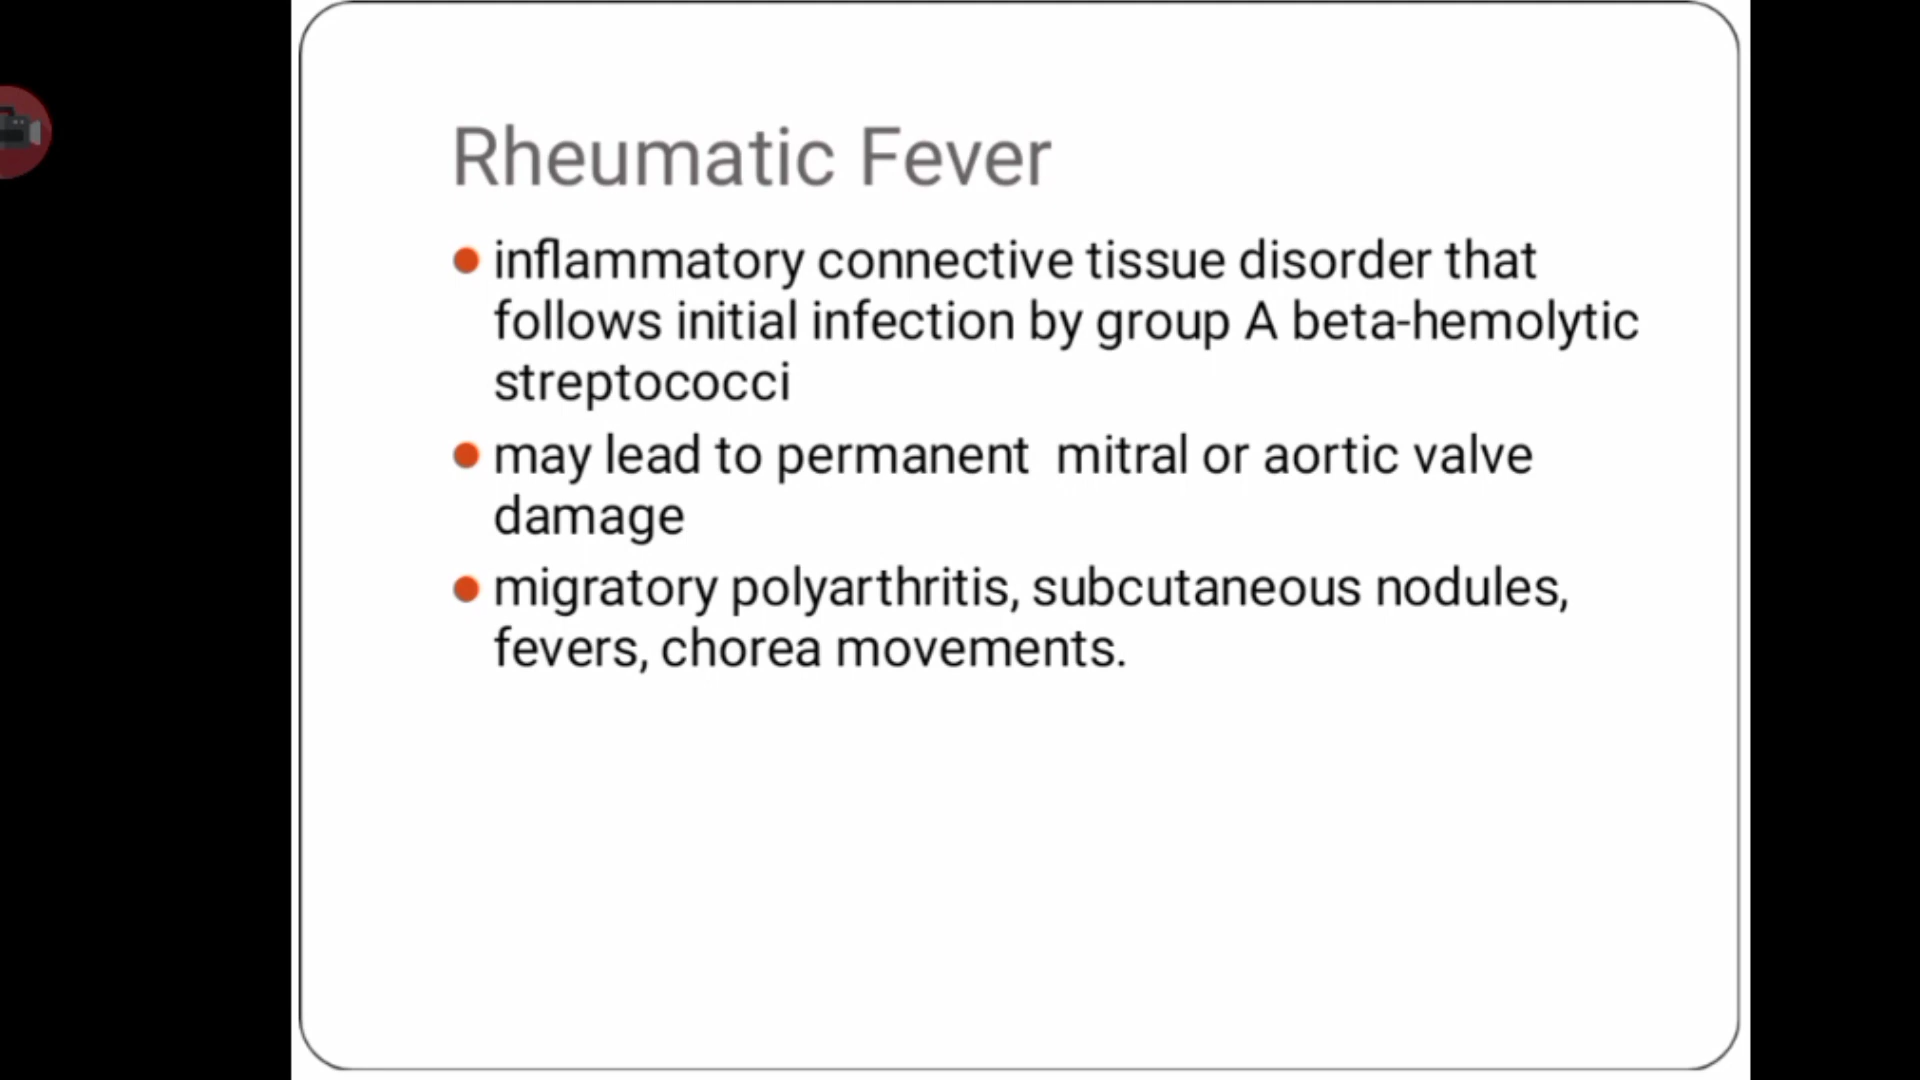 Rheumatic Fever
inflammatory connective tissue disorder that
follows initial infection by group A beta-hemolytic
streptococci
may lead to permanent  mitral or aortic valve
damage
migratory polyarthritis, subcutaneous nodules,
fevers, chorea movements.